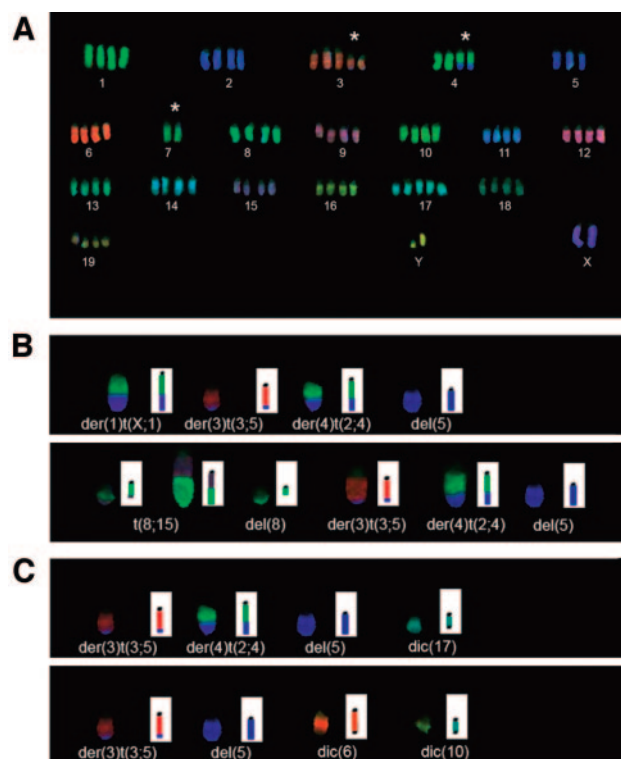 A
*
*
1 2 3 4 5
*
6 7 8 9 10 11 12
13 14 15 16 17 18
19 Y X
B
der(1)t(X;1) der(3)t(3;5) der(4)t(2;4) del(5)
t(8;15) del(8) der(3)t(3;5) der(4)t(2;4) del(5)
C
der(3)t(3;5) der(4)t(2;4) del(5) dic(17)
der(3)t(3;5) del(5) dic(6) dic(10)